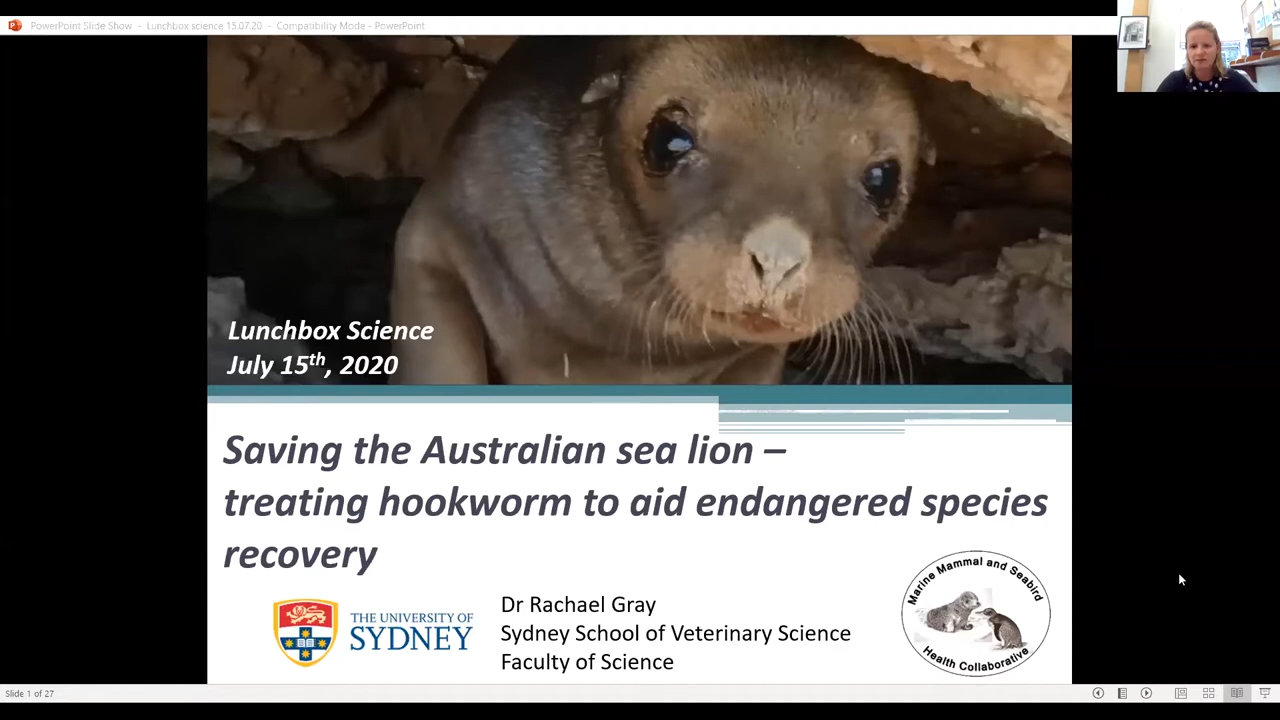 PowerPoint Slide Show - Lunchbox science 15.07.20 - Compatibility Mode - PowerPoint
Lunchbox Science
July 15th, 2020
Saving the Australian sea lion –
treating hookworm to aid endangered species
recovery
THE UNIVERSITY OF
SYDNEY
Dr Rachael Gray
Sydney School of Veterinary Science
Faculty of Science
Marine Mammal and Seabird
Health Collaborative
Slide 1 of 27